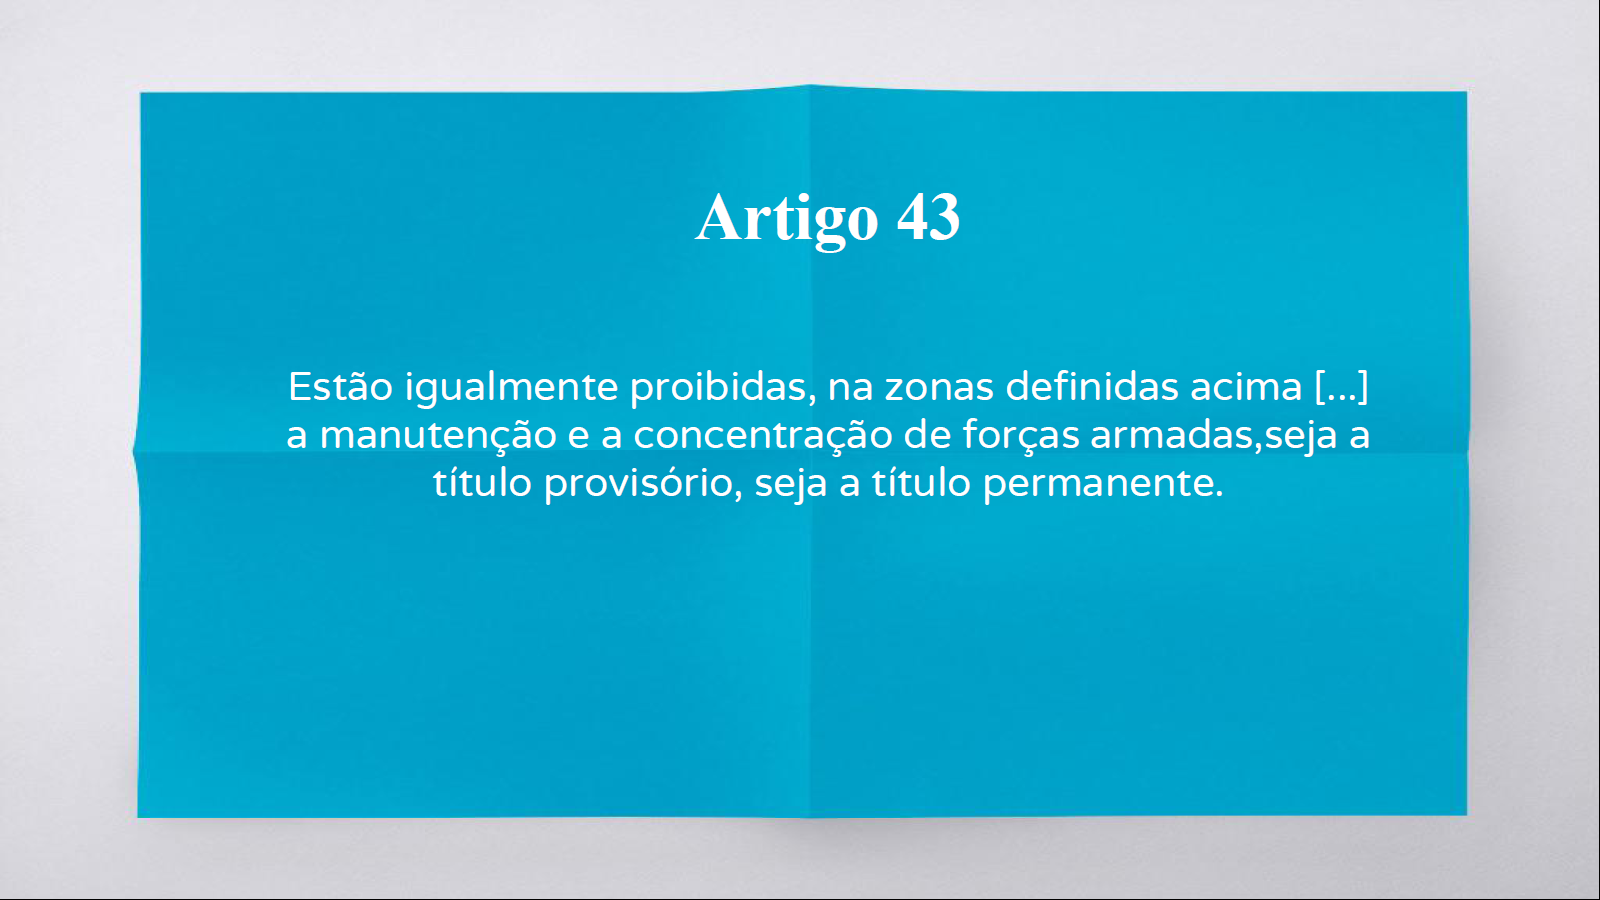 Artigo 43
Estão igualmente proibidas, na zonas definidas acima [...]
a manutenção e a concentração de forças armadas,seja a
título provisório, seja a título permanente.